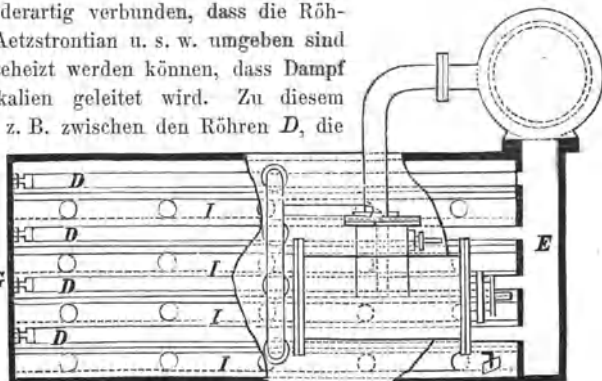 derartig verbunden, dass die Röh-
Aetzstrontian u. s. w. umgeben sind
eheizt werden können, dass Dampf
kalien geleitet wird. Zu diesem
z. B. zwischen den Röhren D, die
D
I
D
E
I
G
D
I
D
I